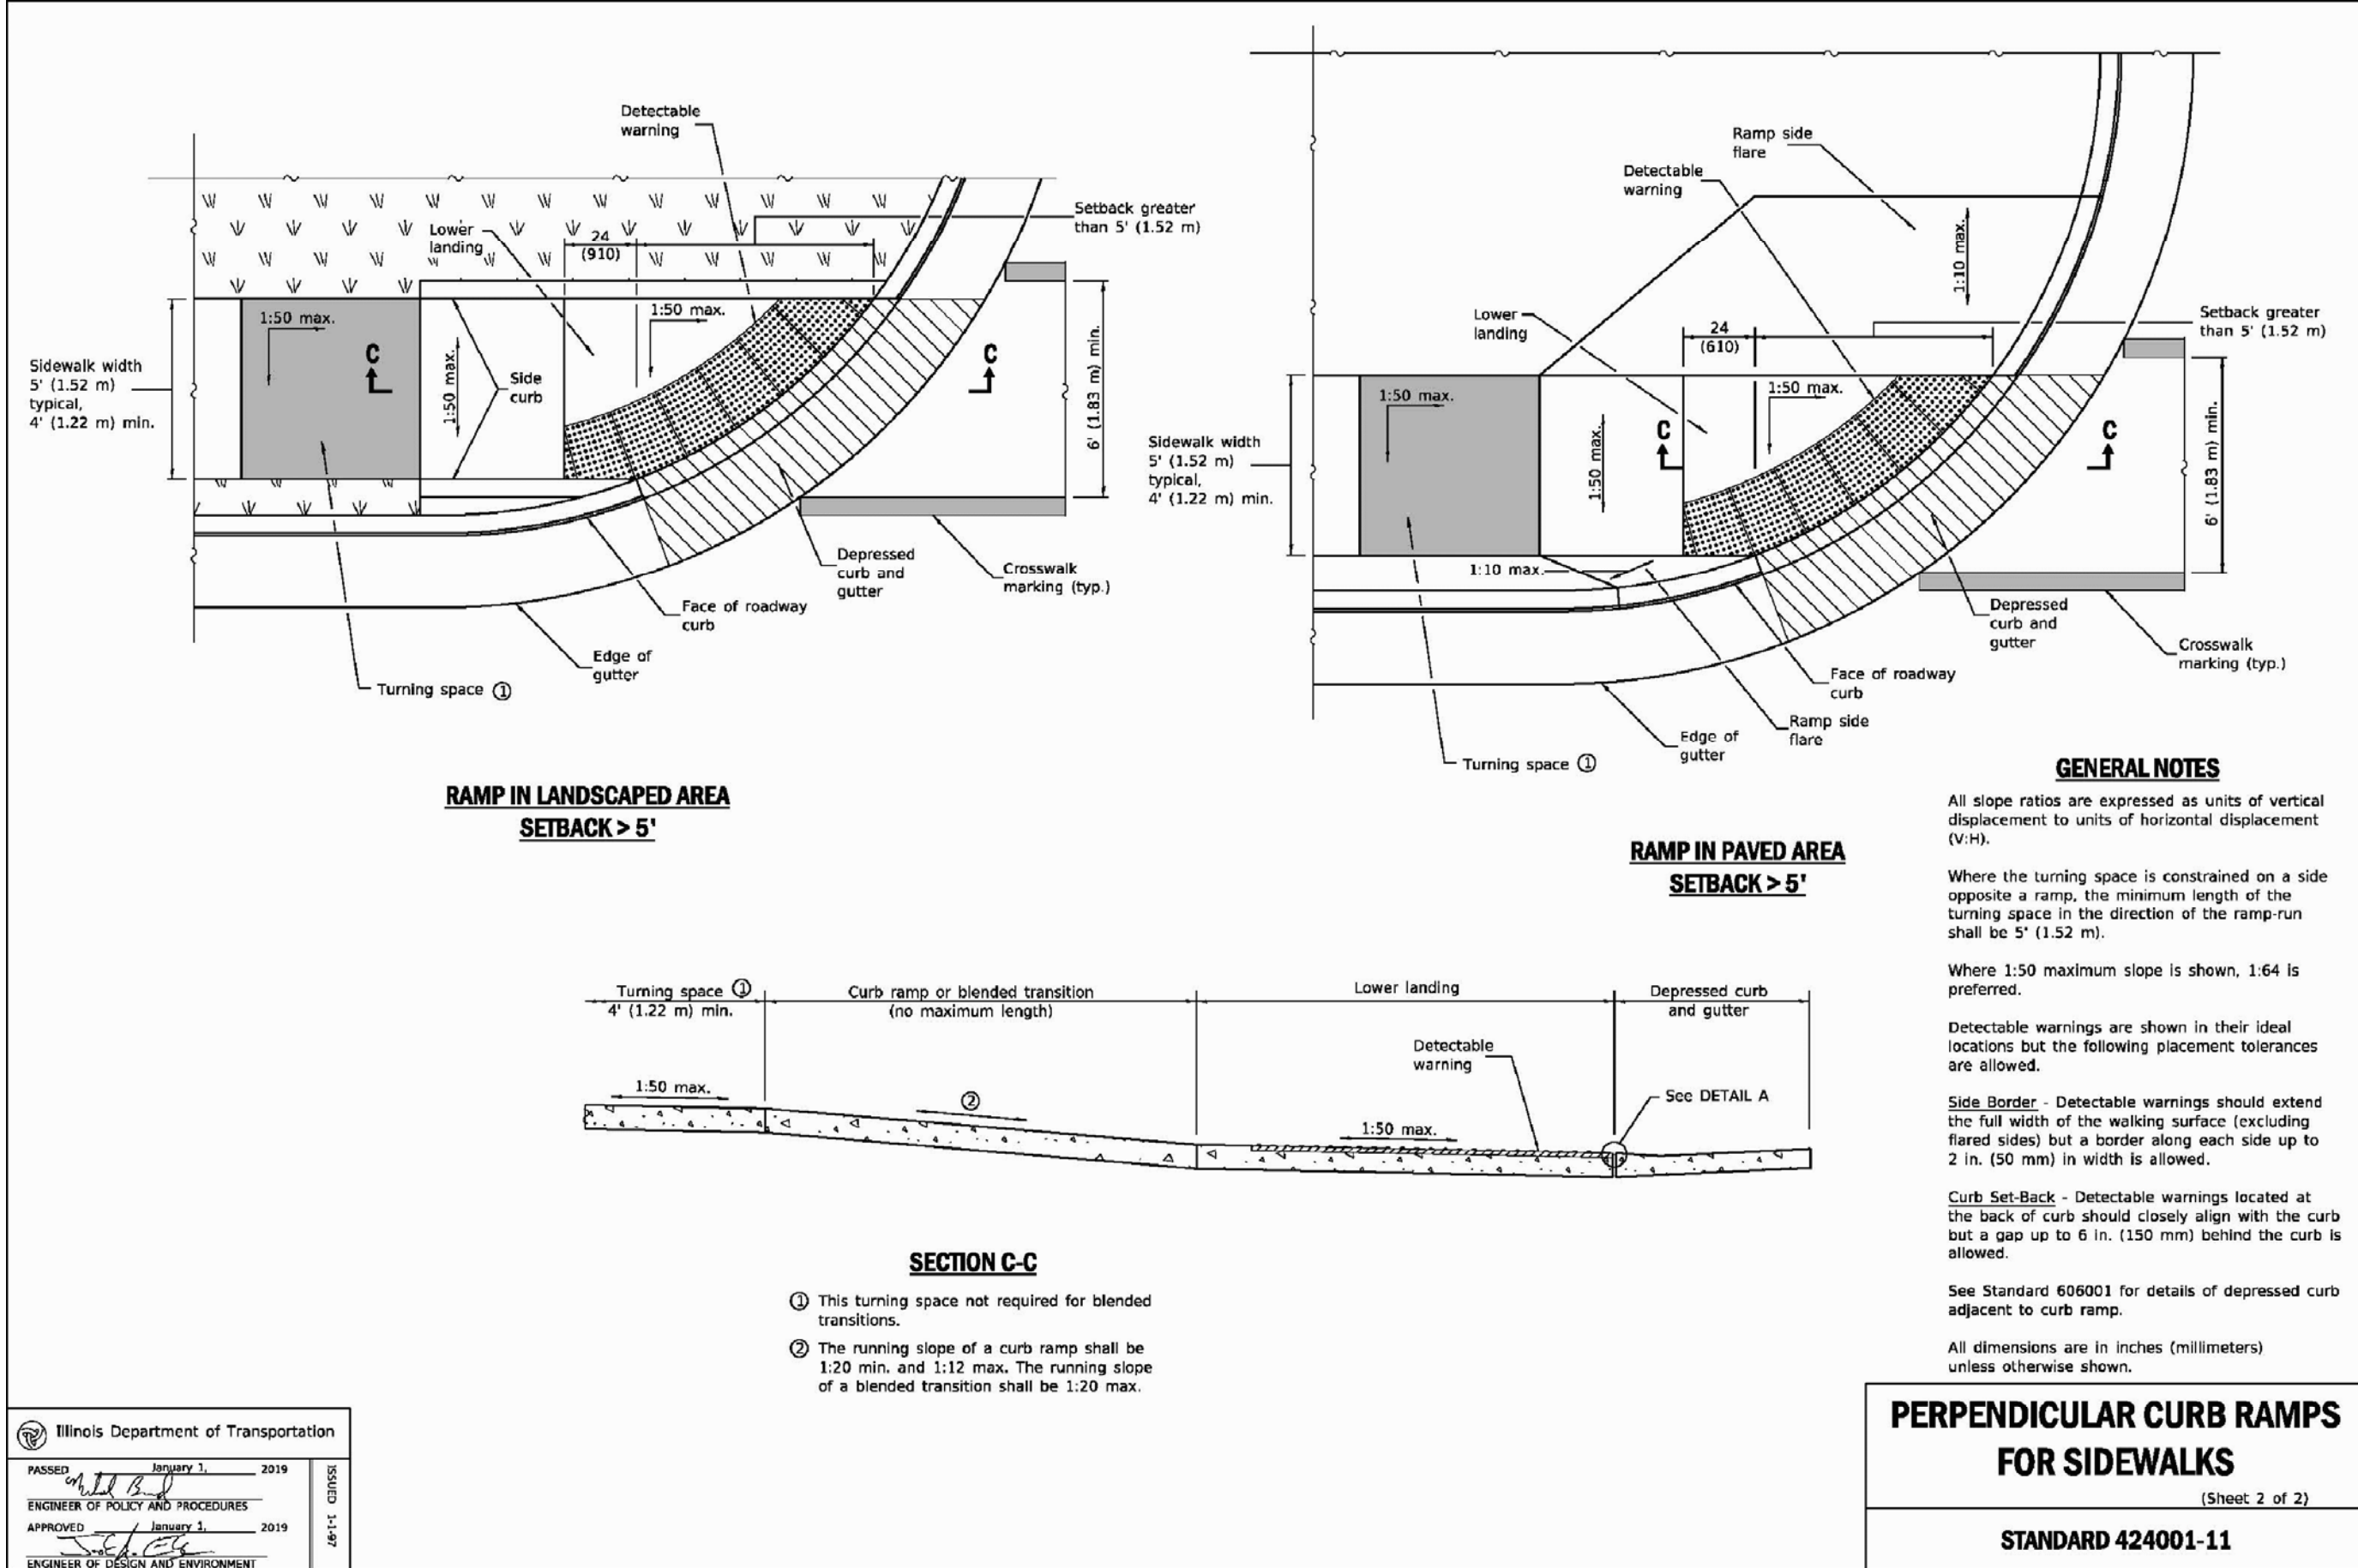 Detectable
warning
Setback greater
than 5' (1.52 m)
Lower
landing
24
(910)
1:50 max.
1:50 max.
1:50 max.
C
C
Side
curb
Sidewalk width
5' (1.52 m)
typical,
4' (1.22 m) min.
6' (1.83 m) min.
Depressed
curb and
gutter
Crosswalk
marking (typ.)
Face of roadway
curb
Edge of
gutter
Turning space ①
RAMP IN LANDSCAPED AREA
SETBACK > 5'
Ramp side
flare
Detectable
warning
1:10 max.
Setback greater
than 5' (1.52 m)
Lower
landing
24
(610)
1:50 max.
1:50 max.
1:50 max.
C
C
Sidewalk width
5' (1.52 m)
typical,
4' (1.22 m) min.
6' (1.83 m) min.
1:10 max.
Depressed
curb and
gutter
Crosswalk
marking (typ.)
Face of roadway
curb
Ramp side
flare
Edge of
gutter
Turning space ①
RAMP IN PAVED AREA
SETBACK > 5'
GENERAL NOTES
All slope ratios are expressed as units of vertical
displacement to units of horizontal displacement
(V:H).
Where the turning space is constrained on a side
opposite a ramp, the minimum length of the
turning space in the direction of the ramp-run
shall be 5' (1.52 m).
Where 1:50 maximum slope is shown, 1:64 is
preferred.
Detectable warnings are shown in their ideal
locations but the following placement tolerances
are allowed.
Side Border - Detectable warnings should extend
the full width of the walking surface (excluding
flared sides) but a border along each side up to
2 in. (50 mm) in width is allowed.
Curb Set-Back - Detectable warnings located at
the back of curb should closely align with the curb
but a gap up to 6 in. (150 mm) behind the curb is
allowed.
See Standard 606001 for details of depressed curb
adjacent to curb ramp.
All dimensions are in inches (millimeters)
unless otherwise shown.
Turning space ①
4' (1.22 m) min.
Curb ramp or blended transition
(no maximum length)
Lower landing
Depressed curb
and gutter
Detectable
warning
See DETAIL A
1:50 max.
②
1:50 max.
SECTION C-C
① This turning space not required for blended
transitions.
② The running slope of a curb ramp shall be
1:20 min. and 1:12 max. The running slope
of a blended transition shall be 1:20 max.
Illinois Department of Transportation
PASSED January 1, 2019
ENGINEER OF POLICY AND PROCEDURES
APPROVED January 1, 2019
ENGINEER OF DESIGN AND ENVIRONMENT
ISSUED 1-1-97
PERPENDICULAR CURB RAMPS
FOR SIDEWALKS
(Sheet 2 of 2)
STANDARD 424001-11